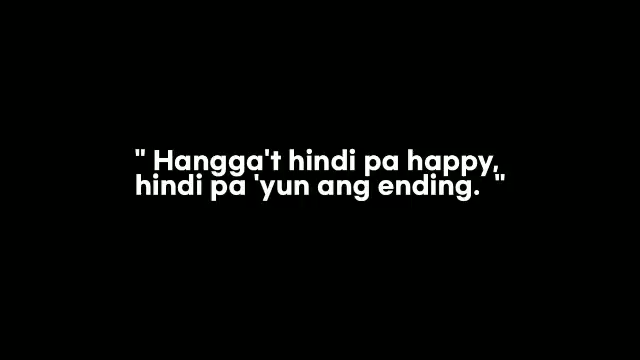 " Hangga't hindi pa happy,
hindi pa 'yun ang ending.  "